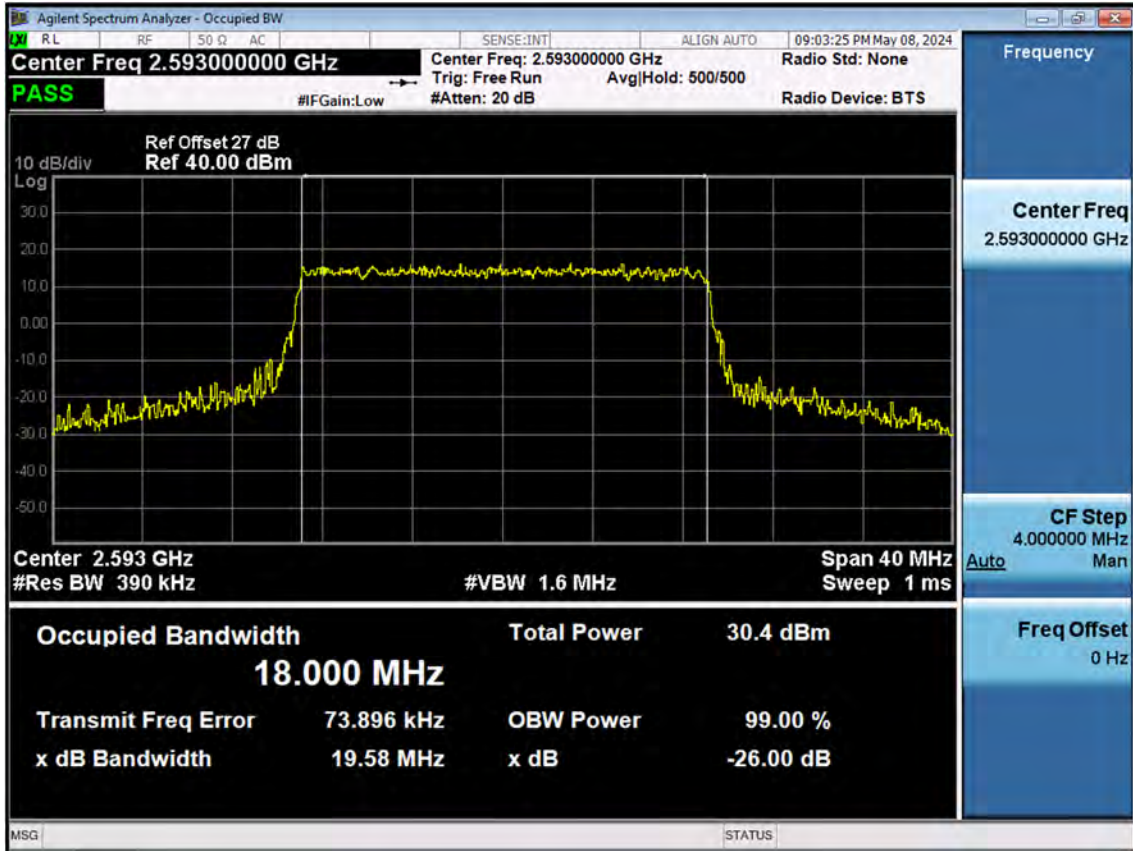 Agilent Spectrum Analyzer - Occupied BW
LXI RL RF 50 Ω AC SENSE:INT ALIGN AUTO 09:03:25 PM May 08, 2024
Center Freq 2.593000000 GHz
Center Freq: 2.593000000 GHz
Radio Std: None
Trig: Free Run Avg|Hold: 500/500
PASS
#IFGain:Low
#Atten: 20 dB
Radio Device: BTS
Ref Offset 27 dB
10 dB/div Ref 40.00 dBm
Log
30.0
20.0
10.0
0.00
-10.0
-20.0
-30.0
-40.0
-50.0
Center 2.593 GHz Span 40 MHz
#Res BW 390 kHz #VBW 1.6 MHz Sweep 1 ms
Occupied Bandwidth Total Power 30.4 dBm
18.000 MHz
Transmit Freq Error 73.896 kHz OBW Power 99.00 %
x dB Bandwidth 19.58 MHz x dB -26.00 dB
MSG STATUS
Frequency
Center Freq
2.593000000 GHz
CF Step
4.000000 MHz
Auto Man
Freq Offset
0 Hz